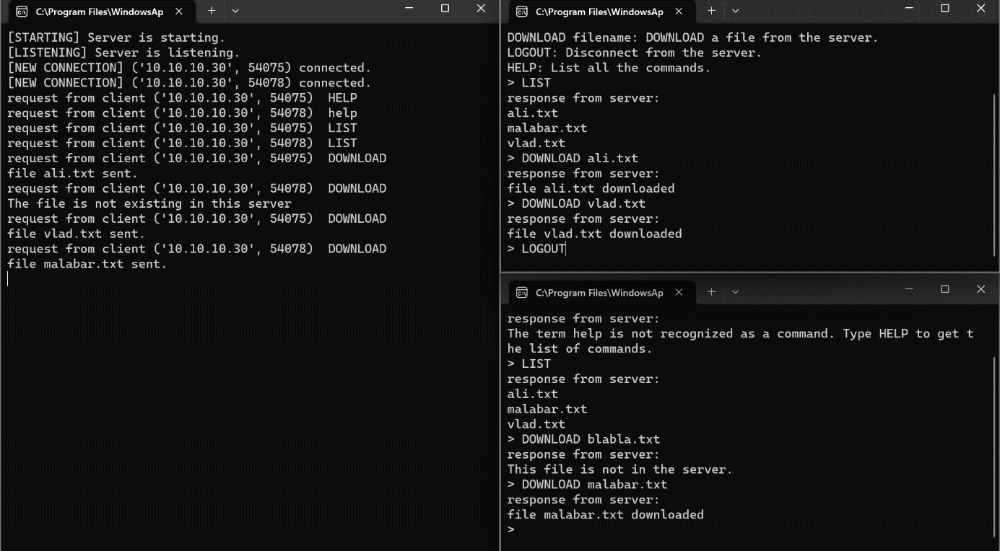 C:\Program Files\WindowsAp
[STARTING] Server is starting.
[LISTENING] Server is listening.
[NEW CONNECTION] ('10.10.10.30', 54075) connected.
[NEW CONNECTION] ('10.10.10.30', 54078) connected.
request from client ('10.10.10.30', 54075)  HELP
request from client ('10.10.10.30', 54078)  help
request from client ('10.10.10.30', 54075)  LIST
request from client ('10.10.10.30', 54078)  LIST
request from client ('10.10.10.30', 54075)  DOWNLOAD
file ali.txt sent.
request from client ('10.10.10.30', 54078)  DOWNLOAD
The file is not existing in this server
request from client ('10.10.10.30', 54075)  DOWNLOAD
file vlad.txt sent.
request from client ('10.10.10.30', 54078)  DOWNLOAD
file malabar.txt sent.
C:\Program Files\WindowsAp
DOWNLOAD filename: DOWNLOAD a file from the server.
LOGOUT: Disconnect from the server.
HELP: List all the commands.
> LIST
response from server:
ali.txt
malabar.txt
vlad.txt
> DOWNLOAD ali.txt
response from server:
file ali.txt downloaded
> DOWNLOAD vlad.txt
response from server:
file vlad.txt downloaded
> LOGOUT
C:\Program Files\WindowsAp
response from server:
The term help is not recognized as a command. Type HELP to get t
he list of commands.
> LIST
response from server:
ali.txt
malabar.txt
vlad.txt
> DOWNLOAD blabla.txt
response from server:
This file is not in the server.
> DOWNLOAD malabar.txt
response from server:
file malabar.txt downloaded
>